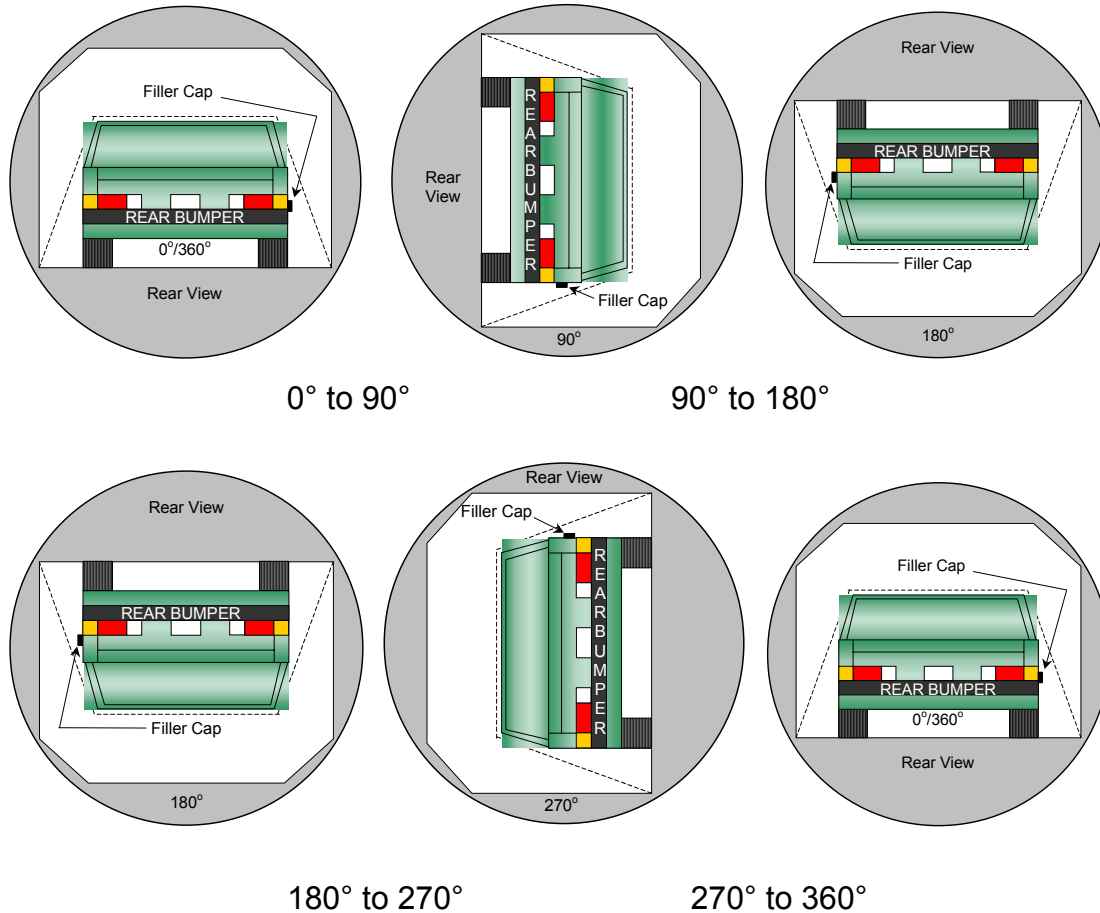 Filler Cap
REAR BUMPER
0°/360°
Rear View
Rear
View
REARBUMPER
Filler Cap
90°
Rear View
REAR BUMPER
Filler Cap
180°
0° to 90°
90° to 180°
Rear View
REAR BUMPER
Filler Cap
180°
Rear View
Filler Cap
REARBUMPER
270°
Filler Cap
REAR BUMPER
0°/360°
Rear View
180° to 270°
270° to 360°